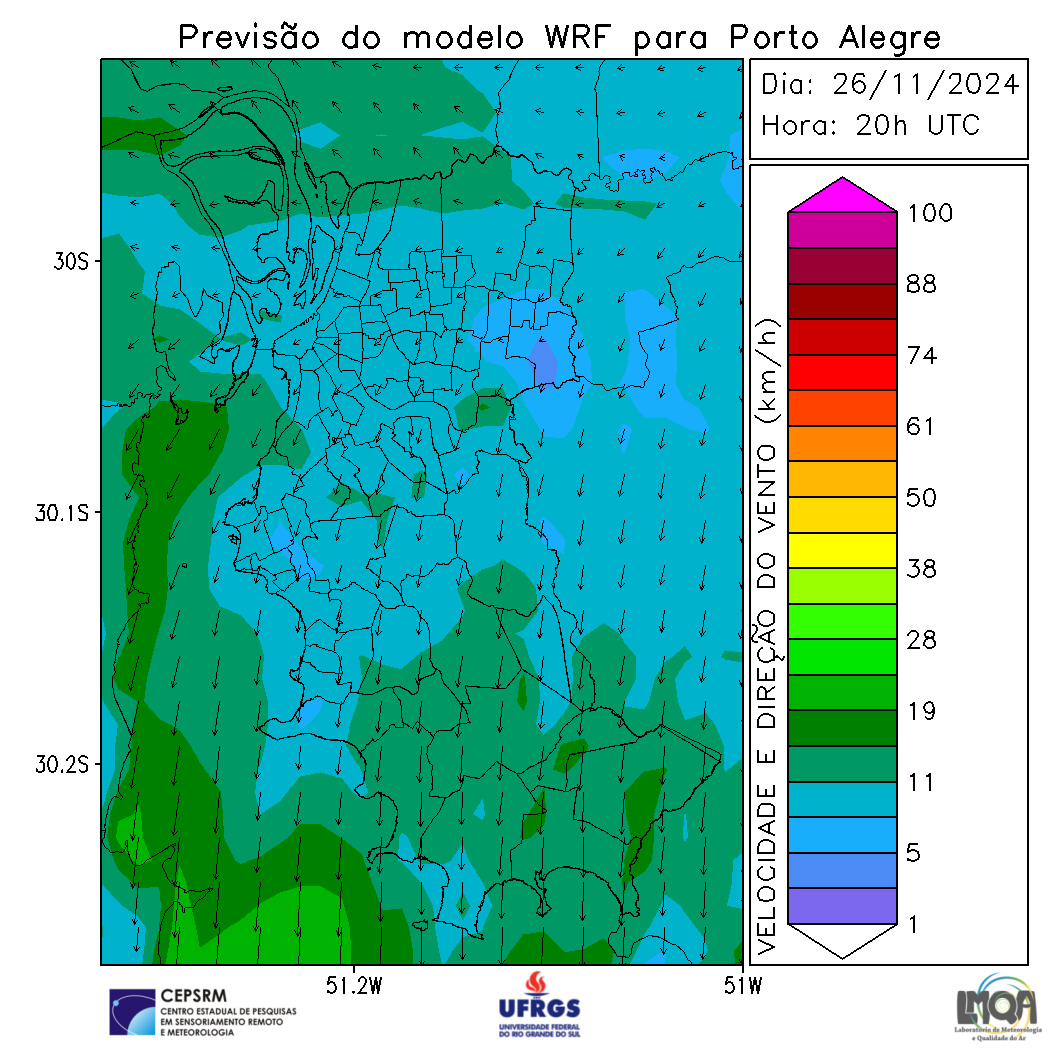 Previsão do modelo WRF para Porto Alegre
Dia: 26/11/2024
Hora: 20h UTC
30S
30.1S
30.2S
51.2W
51W
VELOCIDADE E DIREÇÃO DO VENTO (km/h)
100
88
74
61
50
38
28
19
11
5
1
CEPSRM
CENTRO ESTADUAL DE PESQUISAS
EM SENSORIAMENTO REMOTO
E METEOROLOGIA
UFRGS
UNIVERSIDADE FEDERAL
DO RIO GRANDE DO SUL
LMQA
Laboratório de Meteorologia
e Qualidade do Ar